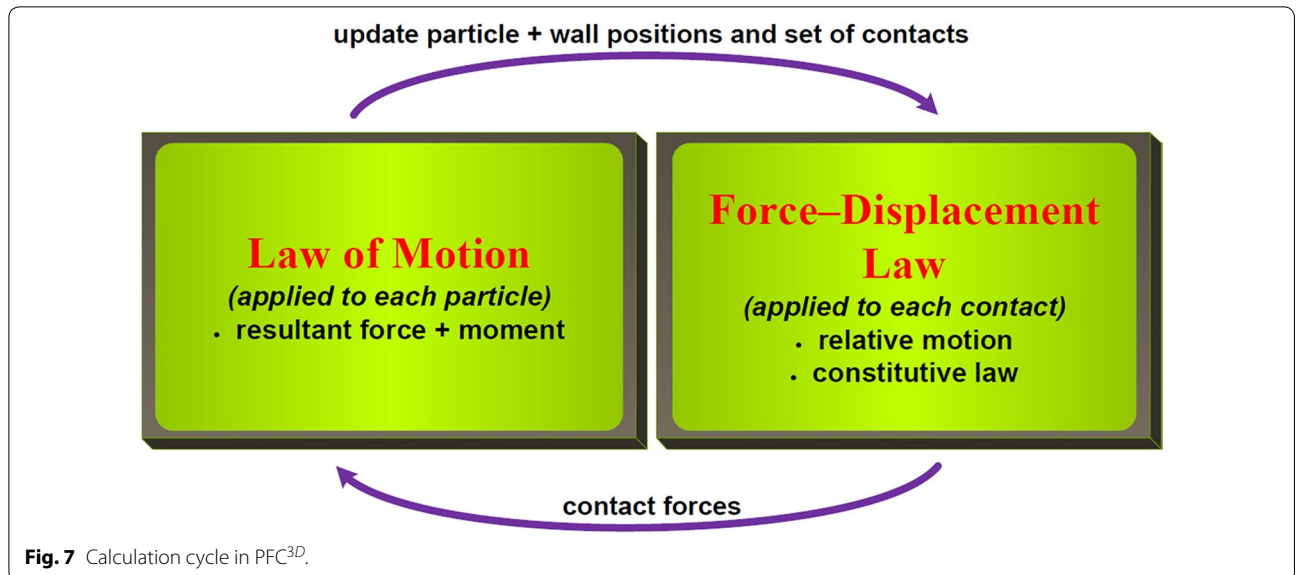 update particle + wall positions and set of contacts
Law of Motion
(applied to each particle)
• resultant force + moment
Force–Displacement
Law
(applied to each contact)
• relative motion
• constitutive law
contact forces
Fig. 7 Calculation cycle in PFC3D.